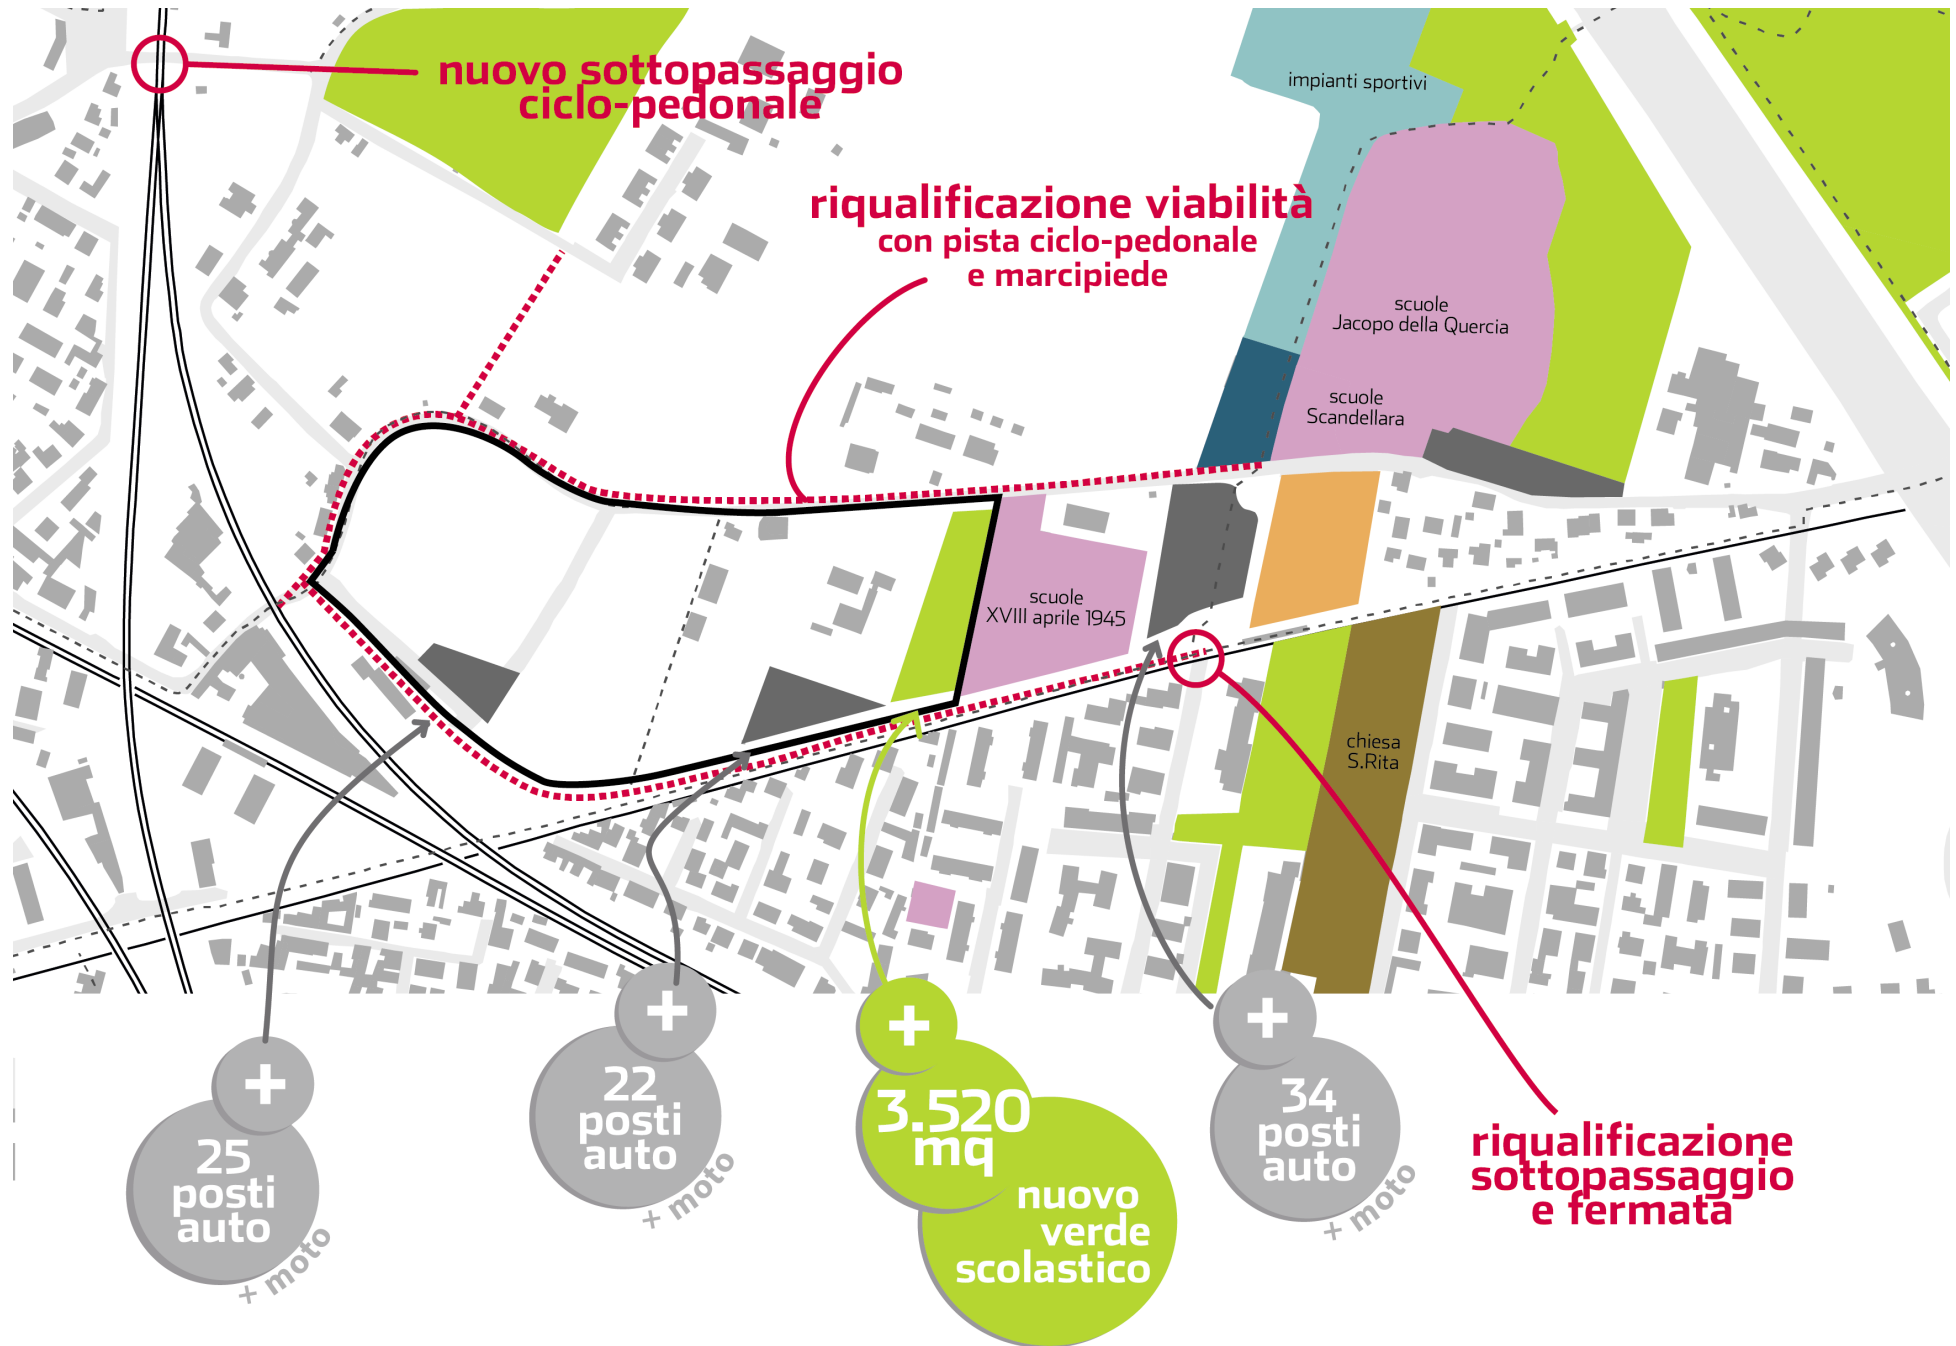 nuovo sottopassaggio
ciclo-pedonale
impianti sportivi
riqualificazione viabilità
con pista ciclo-pedonale
e marcipiede
scuole
Jacopo della Quercia
scuole
Scandellara
scuole
XVIII aprile 1945
chiesa
S.Rita
+
25
posti
auto
+ moto
+
22
posti
auto
+ moto
+
3.520
mq
nuovo
verde
scolastico
+
34
posti
auto
+ moto
riqualificazione
sottopassaggio
e fermata